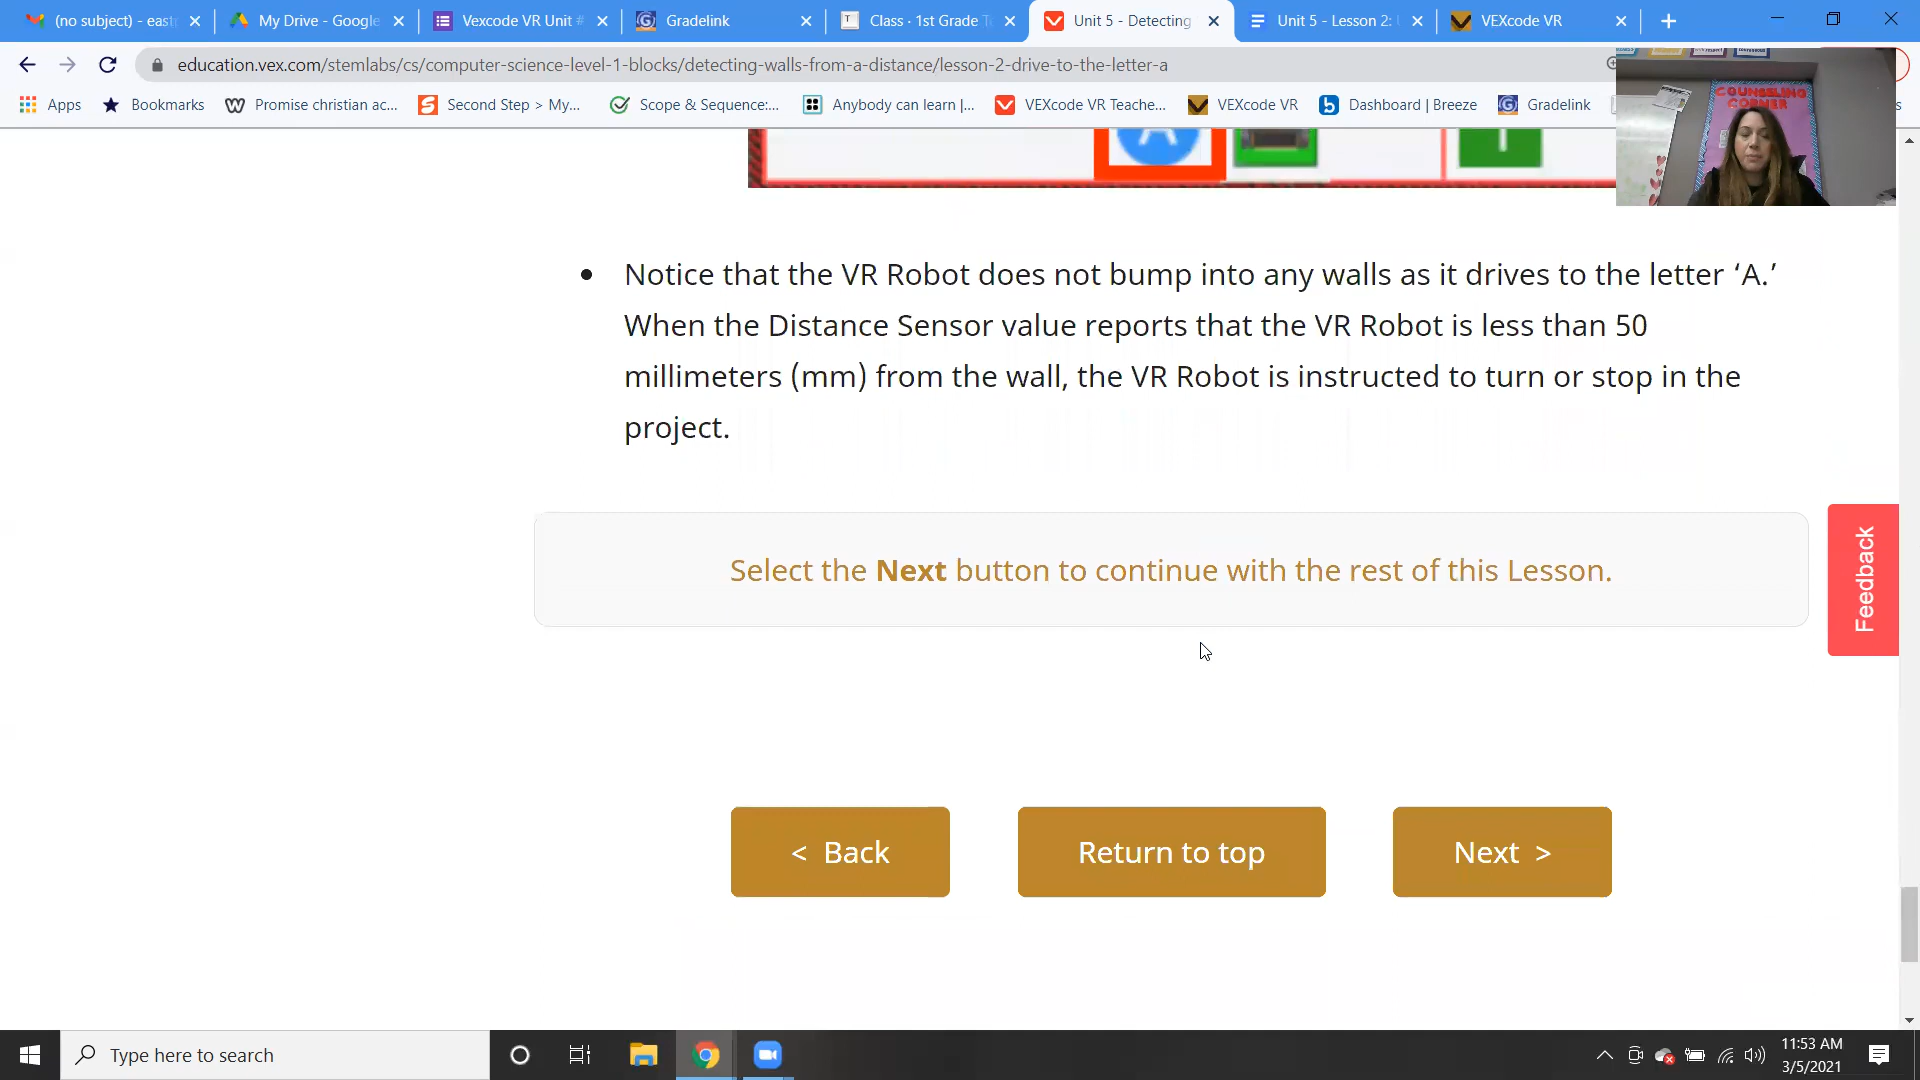 (no subject) - east
My Drive - Google
Vexcode VR Unit #
Gradelink
Class · 1st Grade T
Unit 5 - Detecting
Unit 5 - Lesson 2:
VEXcode VR
education.vex.com/stemlabs/cs/computer-science-level-1-blocks/detecting-walls-from-a-distance/lesson-2-drive-to-the-letter-a
Apps
Bookmarks
Promise christian ac...
Second Step > My...
Scope & Sequence:...
Anybody can learn |...
VEXcode VR Teache...
VEXcode VR
Dashboard | Breeze
Gradelink
COUNSELING
CORNER
A
Notice that the VR Robot does not bump into any walls as it drives to the letter ‘A.’
When the Distance Sensor value reports that the VR Robot is less than 50
millimeters (mm) from the wall, the VR Robot is instructed to turn or stop in the
project.
Select the Next button to continue with the rest of this Lesson.
Feedback
< Back
Return to top
Next >
Type here to search
11:53 AM
3/5/2021